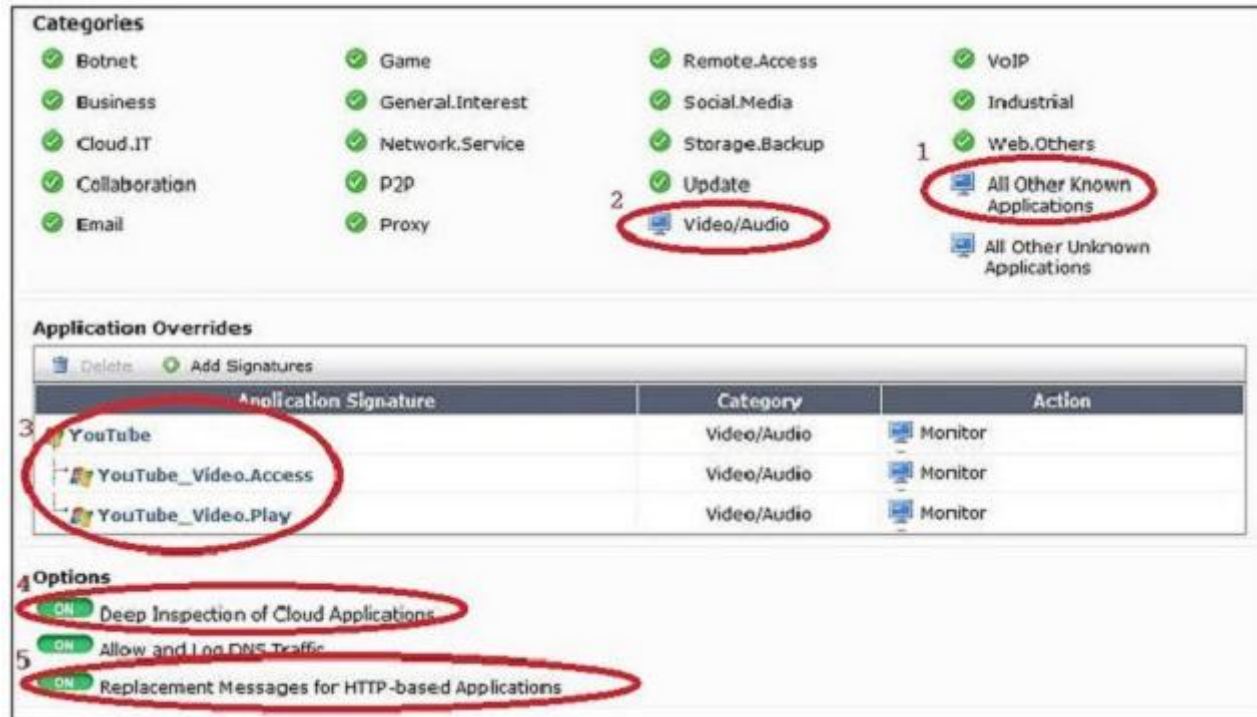 Categories
Botnet
Game
Remote.Access
VoIP
Business
General.Interest
Social.Media
Industrial
Cloud.IT
Network.Service
Storage.Backup
1
Web.Others
Collaboration
P2P
Update
All Other Known
Applications
Email
Proxy
2
Video/Audio
All Other Unknown
Applications
Application Overrides
Delete
Add Signatures
Application Signature
Category
Action
3
YouTube
Video/Audio
Monitor
YouTube_Video.Access
Video/Audio
Monitor
YouTube_Video.Play
Video/Audio
Monitor
Options
4
ON Deep Inspection of Cloud Applications
ON Allow and Log DNS Traffic
5
ON Replacement Messages for HTTP-based Applications